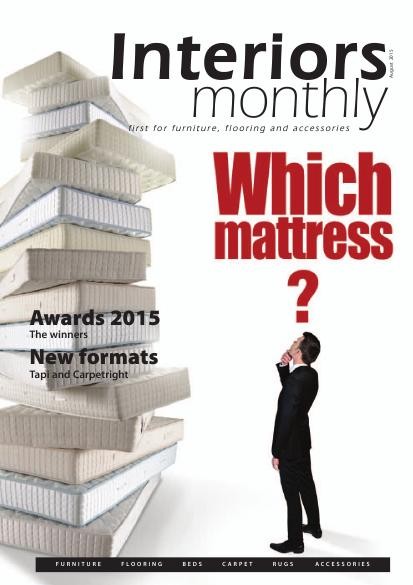 Interiors
monthly
August 2015
first for furniture, flooring and accessories
Which
mattress
?
Awards 2015
The winners
New formats
Tapi and Carpetright
FURNITURE FLOORING BEDS CARPET RUGS ACCESSORIES